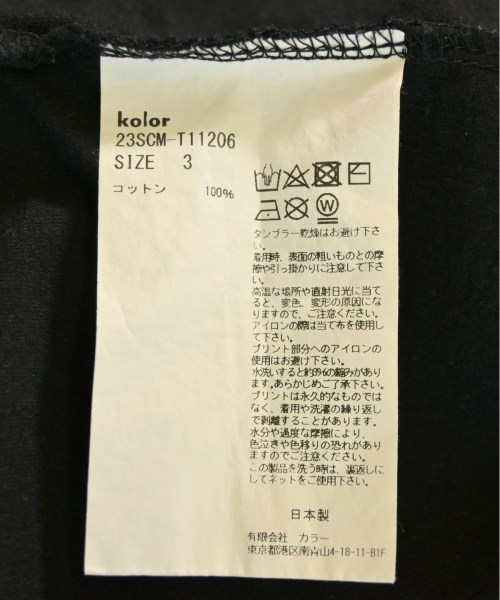 kolor
23SCM-T11206
SIZE 3
コットン 100%
W
タンブラー乾燥はお避け下さ
い。
着用時、表面の粗いものとの摩
擦や引っ掛かりに注意して下さ
い。
高温な場所や直射日光に当て
ると、変色、変形の原因にな
りますので、ご注意ください。
アイロンの際は当て布を使用し
て下さい。
プリント部分へのアイロンの
使用はお避け下さい。
水洗いすると約3%の縮みがあり
ます。あらかじめご了承下さい。
プリントは永久的なものでは
なく、着用や洗濯の繰り返し
で剥離することがあります。
水分や過度な摩擦により、
色泣きや色移りの恐れがあり
ますのでご注意ください。
この製品を洗う時は、裏返しに
してネットをご使用ください。
日本製
有限会社 カラー
東京都港区南青山4-18-11-B1F